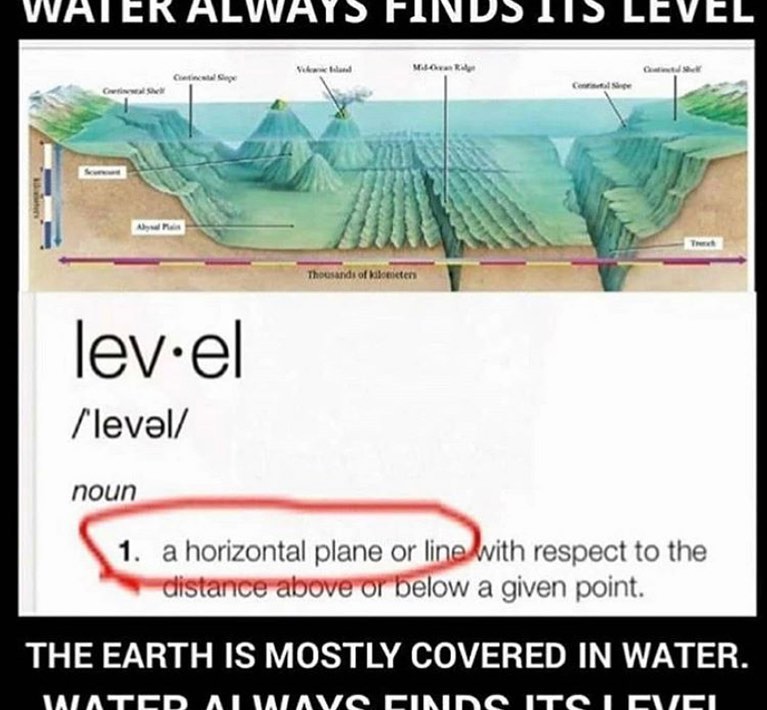 WATER ALWAYS FINDS ITS LEVEL
Volcanic Island
Mid-Ocean Ridge
Continental Shelf
Continental Slope
Continental Slope
Continental Shelf
Seamount
Abysal Plain
Trench
Thousands of kilometers
lev·el
/ˈlevəl/
noun
1. a horizontal plane or line with respect to the
distance above or below a given point.
THE EARTH IS MOSTLY COVERED IN WATER.
WATER ALWAYS FINDS ITS LEVEL